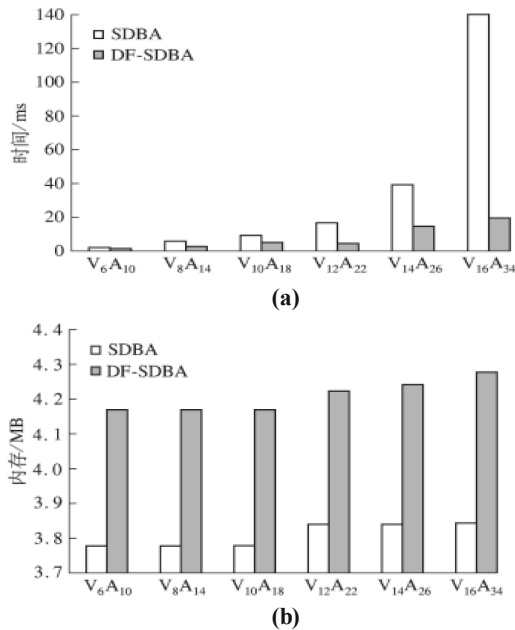 140
120
100
80
60
40
20
0
时间/ms
SDBA
DF-SDBA
V₆A₁₀ V₈A₁₄ V₁₀A₁₈ V₁₂A₂₂ V₁₄A₂₆ V₁₆A₃₄
(a)
4.4
4.3
4.2
4.1
3.9
3.8
3.7
内存/MB
SDBA
DF-SDBA
V₆A₁₀ V₈A₁₄ V₁₀A₁₈ V₁₂A₂₂ V₁₄A₂₆ V₁₆A₃₄
(b)